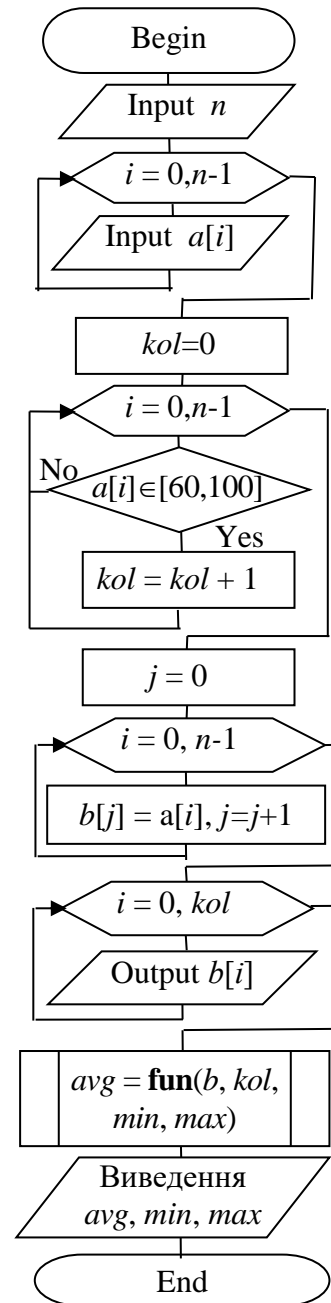 Begin
Input n
i = 0,n-1
Input a[i]
kol=0
i = 0,n-1
No
a[i]∈[60,100]
Yes
kol = kol + 1
j = 0
i = 0, n-1
b[j] = a[i], j=j+1
i = 0, kol
Output b[i]
avg = fun(b, kol,
min, max)
Виведення
avg, min, max
End